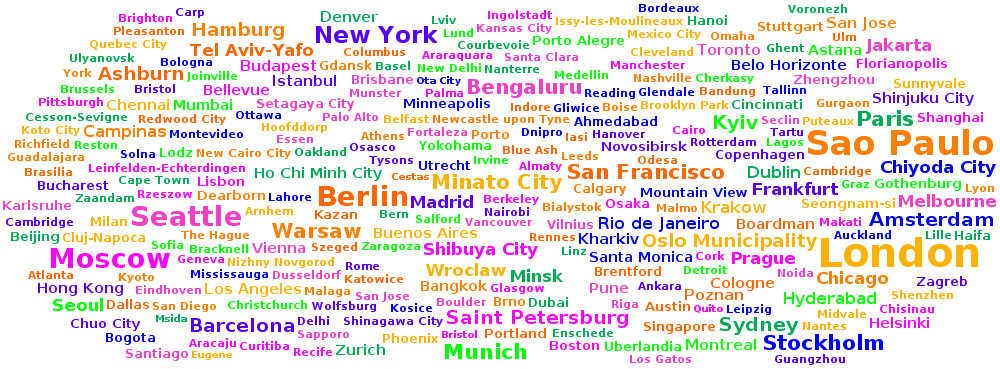 Brighton
Carp
Pleasanton
Hamburg
Quebec City
Tel Aviv-Yafo
Ulyanovsk
Bologna
York
Ashburn
Joinville
Budapest
Brussels
Bristol
Bellevue
Istanbul
Pittsburgh
Chennai
Mumbai
Setagaya City
Denver
New York
Lviv
Lund
Columbus
Courbevoie
Gdansk
Basel
Araraquara
New Delhi
Nanterre
Brisbane
Ota City
Munster
Palma
Bengaluru
Minneapolis
Ingolstadt
Kansas City
Issy-les-Moulineaux
Bordeaux
Hanoi
Porto Alegre
Mexico City
Santa Clara
Cleveland
Manchester
Medellin
Nashville
Cherkasy
Reading
Glendale
Bandung
Tallinn
Voronezh
Stuttgart
San Jose
Omaha
Ulm
Toronto
Ghent
Astana
Jakarta
Belo Horizonte
Florianopolis
Zhengzhou
Sunnyvale
Shinjuku City
Cesson-Sevigne
Redwood City
Ottawa
Palo Alto
Belfast
Newcastle upon Tyne
Indore
Gliwice
Boise
Brooklyn Park
Cincinnati
Gurgaon
Koto City
Campinas
Montevideo
Hoofddorp
Essen
Athens
Fortaleza
Porto
Dnipro
Ahmedabad
Iasi
Hanover
Cairo
Kyiv
Seclin
Puteaux
Paris
Shanghai
Tartu
Richfield
Reston
Solna
Lodz
New Cairo City
Oakland
Osasco
Yokohama
Blue Ash
Novosibirsk
Rotterdam
Lagos
Sao Paulo
Guadalajara
Leinfelden-Echterdingen
Tysons
Utrecht
Irvine
Almaty
Leeds
Odesa
Copenhagen
Brasilia
Cape Town
Lisbon
Ho Chi Minh City
Cestas
Minato City
San Francisco
Dublin
Cambridge
Chiyoda City
Bucharest
Zaandam
Rzeszow
Dearborn
Lahore
Berlin
Madrid
Berkeley
Calgary
Mountain View
Frankfurt
Graz
Gothenburg
Lyon
Karlsruhe
Seattle
Arnhem
Kazan
Bern
Salford
Nairobi
Vancouver
Bialystok
Osaka
Malmo
Krakow
Seongnam-si
Melbourne
Cambridge
Milan
The Hague
Warsaw
Buenos Aires
Vilnius
Rio de Janeiro
Boardman
Makati
Amsterdam
Beijing
Cluj-Napoca
Sofia
Bracknell
Vienna
Szeged
Zaragoza
Shibuya City
Rennes
Kharkiv
Oslo Municipality
Auckland
Lille
Haifa
Moscow
Geneva
Nizhny Novgorod
Rome
Linz
Santa Monica
Cork
Prague
London
Atlanta
Kyoto
Mississauga
Dusseldorf
Katowice
Wroclaw
Minsk
Brentford
Detroit
Noida
Chicago
Hong Kong
Eindhoven
Los Angeles
Malaga
San Jose
Bangkok
Glasgow
Pune
Ankara
Cologne
Zagreb
Seoul
Dallas
San Diego
Christchurch
Wolfsburg
Kosice
Boulder
Brno
Dubai
Riga
Austin
Poznan
Quito
Leipzig
Hyderabad
Shenzhen
Chisinau
Midvale
Chuo City
Msida
Barcelona
Delhi
Shinagawa City
Saint Petersburg
Singapore
Sydney
Nantes
Helsinki
Bogota
Aracaju
Curitiba
Sapporo
Phoenix
Bristol
Portland
Enschede
Santiago
Eugene
Recife
Zurich
Munich
Boston
Uberlandia
Montreal
Stockholm
Los Gatos
Guangzhou